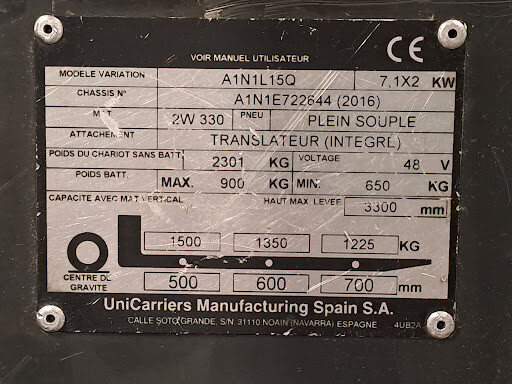 VOIR MANUEL UTILISATEUR CE
MODELE VARIATION A1N1L15Q 7,1X2 KW
CHASSIS N° A1N1E722644 (2016)
MAT 2W 330 PNEU PLEIN SOUPLE
ATTACHEMENT TRANSLATEUR (INTEGRL)
POIDS DU CHARIOT SANS BATT. 2301 KG VOLTAGE 48 V
POIDS BATT. MAX. 900 KG MIN. 650 KG
CAPACITE AVEC MAT VERTICAL HAUT MAX LEVEE 3300 mm
1500 1350 1225 KG
CENTRE DE GRAVITE 500 600 700 mm
UniCarriers Manufacturing Spain S.A.
CALLE SOTO GRANDE, S/N, 31110 NOAIN (NAVARRA) ESPAGNE 4UB2A